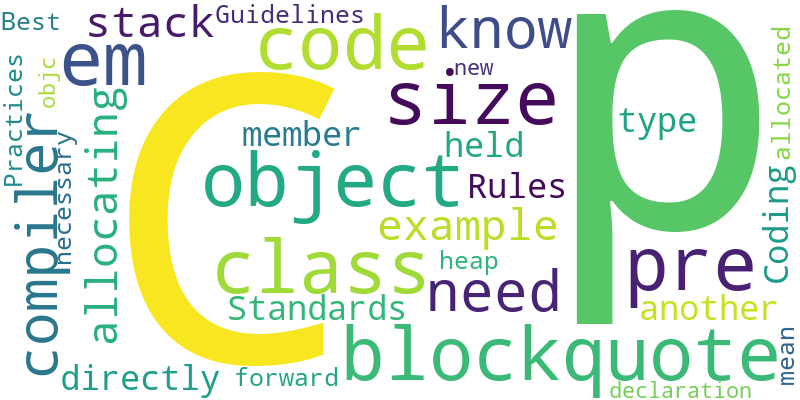 Best
stack
Guidelines
code
know
em
new
size
p
C
type
allocated
objc
Practices
member
held
allocating
necessary
compiler
object
Rules
Coding
example
class
heap
pre
need
Standards
another
blockquote
mean
directly
forward
declaration